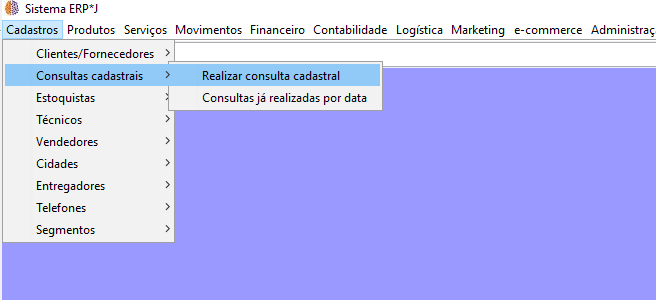 Sistema ERP*J
Cadastros Produtos Serviços Movimentos Financeiro Contabilidade Logística Marketing e-commerce Administraç
Clientes/Fornecedores
Consultas cadastrais
Realizar consulta cadastral
Estoquistas
Consultas já realizadas por data
Técnicos
Vendedores
Cidades
Entregadores
Telefones
Segmentos